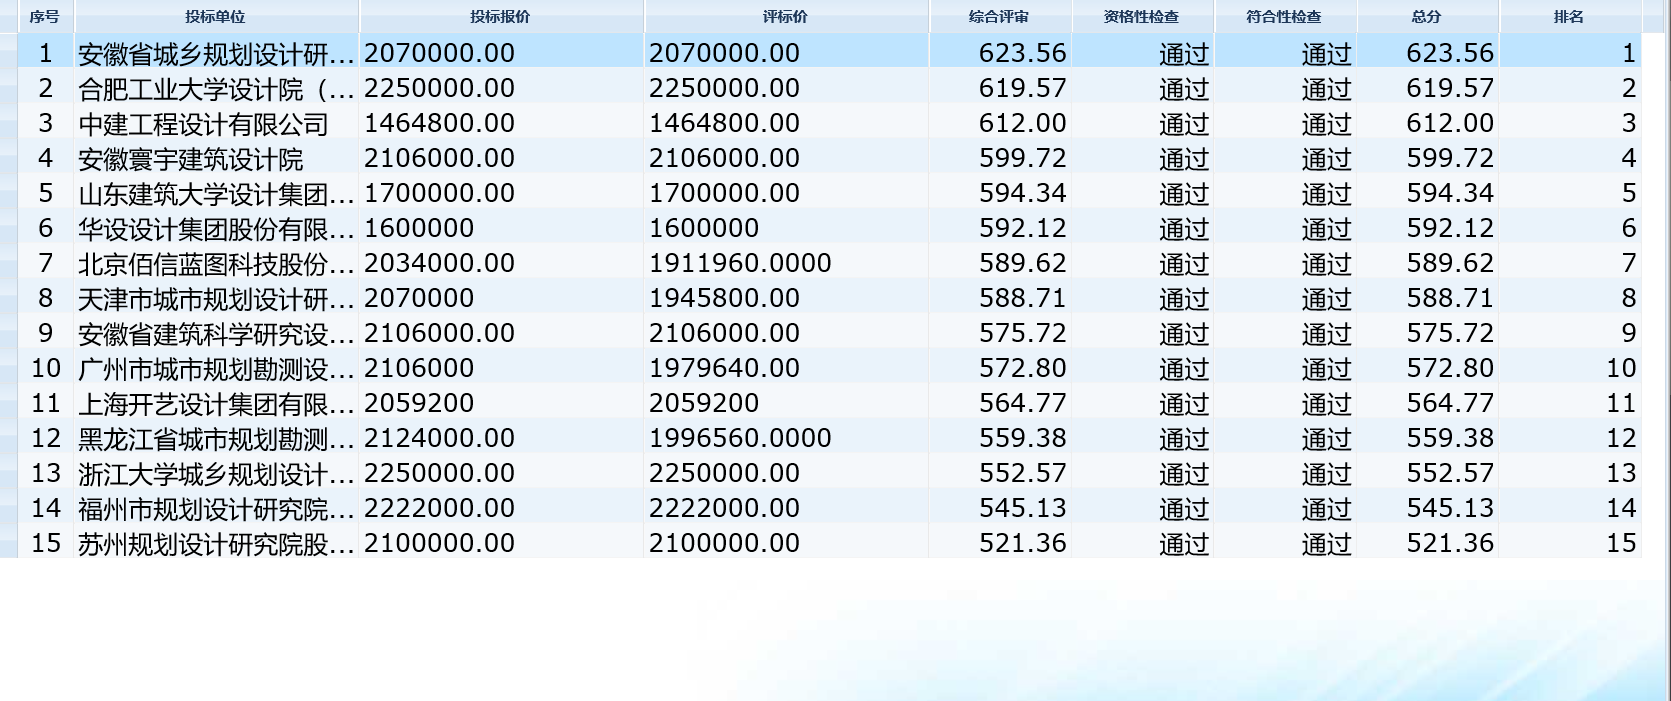 序号 投标单位 投标报价 评标价 综合评审 资格性检查 符合性检查 总分 排名
1 安徽省城乡规划设计研... 2070000.00 2070000.00 623.56 通过 通过 623.56 1
2 合肥工业大学设计院（... 2250000.00 2250000.00 619.57 通过 通过 619.57 2
3 中建工程设计有限公司 1464800.00 1464800.00 612.00 通过 通过 612.00 3
4 安徽寰宇建筑设计院 2106000.00 2106000.00 599.72 通过 通过 599.72 4
5 山东建筑大学设计集团... 1700000.00 1700000.00 594.34 通过 通过 594.34 5
6 华设设计集团股份有限... 1600000 1600000 592.12 通过 通过 592.12 6
7 北京佰信蓝图科技股份... 2034000.00 1911960.0000 589.62 通过 通过 589.62 7
8 天津市城市规划设计研... 2070000 1945800.00 588.71 通过 通过 588.71 8
9 安徽省建筑科学研究设... 2106000.00 2106000.00 575.72 通过 通过 575.72 9
10 广州市城市规划勘测设... 2106000 1979640.00 572.80 通过 通过 572.80 10
11 上海开艺设计集团有限... 2059200 2059200 564.77 通过 通过 564.77 11
12 黑龙江省城市规划勘测... 2124000.00 1996560.0000 559.38 通过 通过 559.38 12
13 浙江大学城乡规划设计... 2250000.00 2250000.00 552.57 通过 通过 552.57 13
14 福州市规划设计研究院... 2222000.00 2222000.00 545.13 通过 通过 545.13 14
15 苏州规划设计研究院股... 2100000.00 2100000.00 521.36 通过 通过 521.36 15